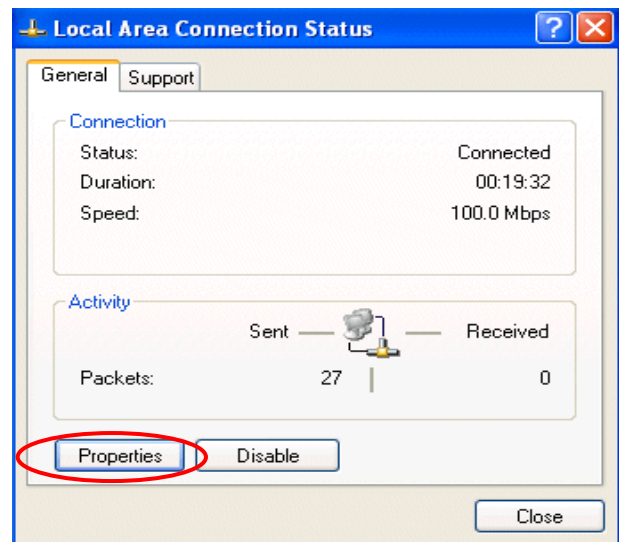 Local Area Connection Status
General Support
Connection
Status: Connected
Duration: 00:19:32
Speed: 100.0 Mbps
Activity
Sent Received
Packets: 27 0
Properties Disable
Close